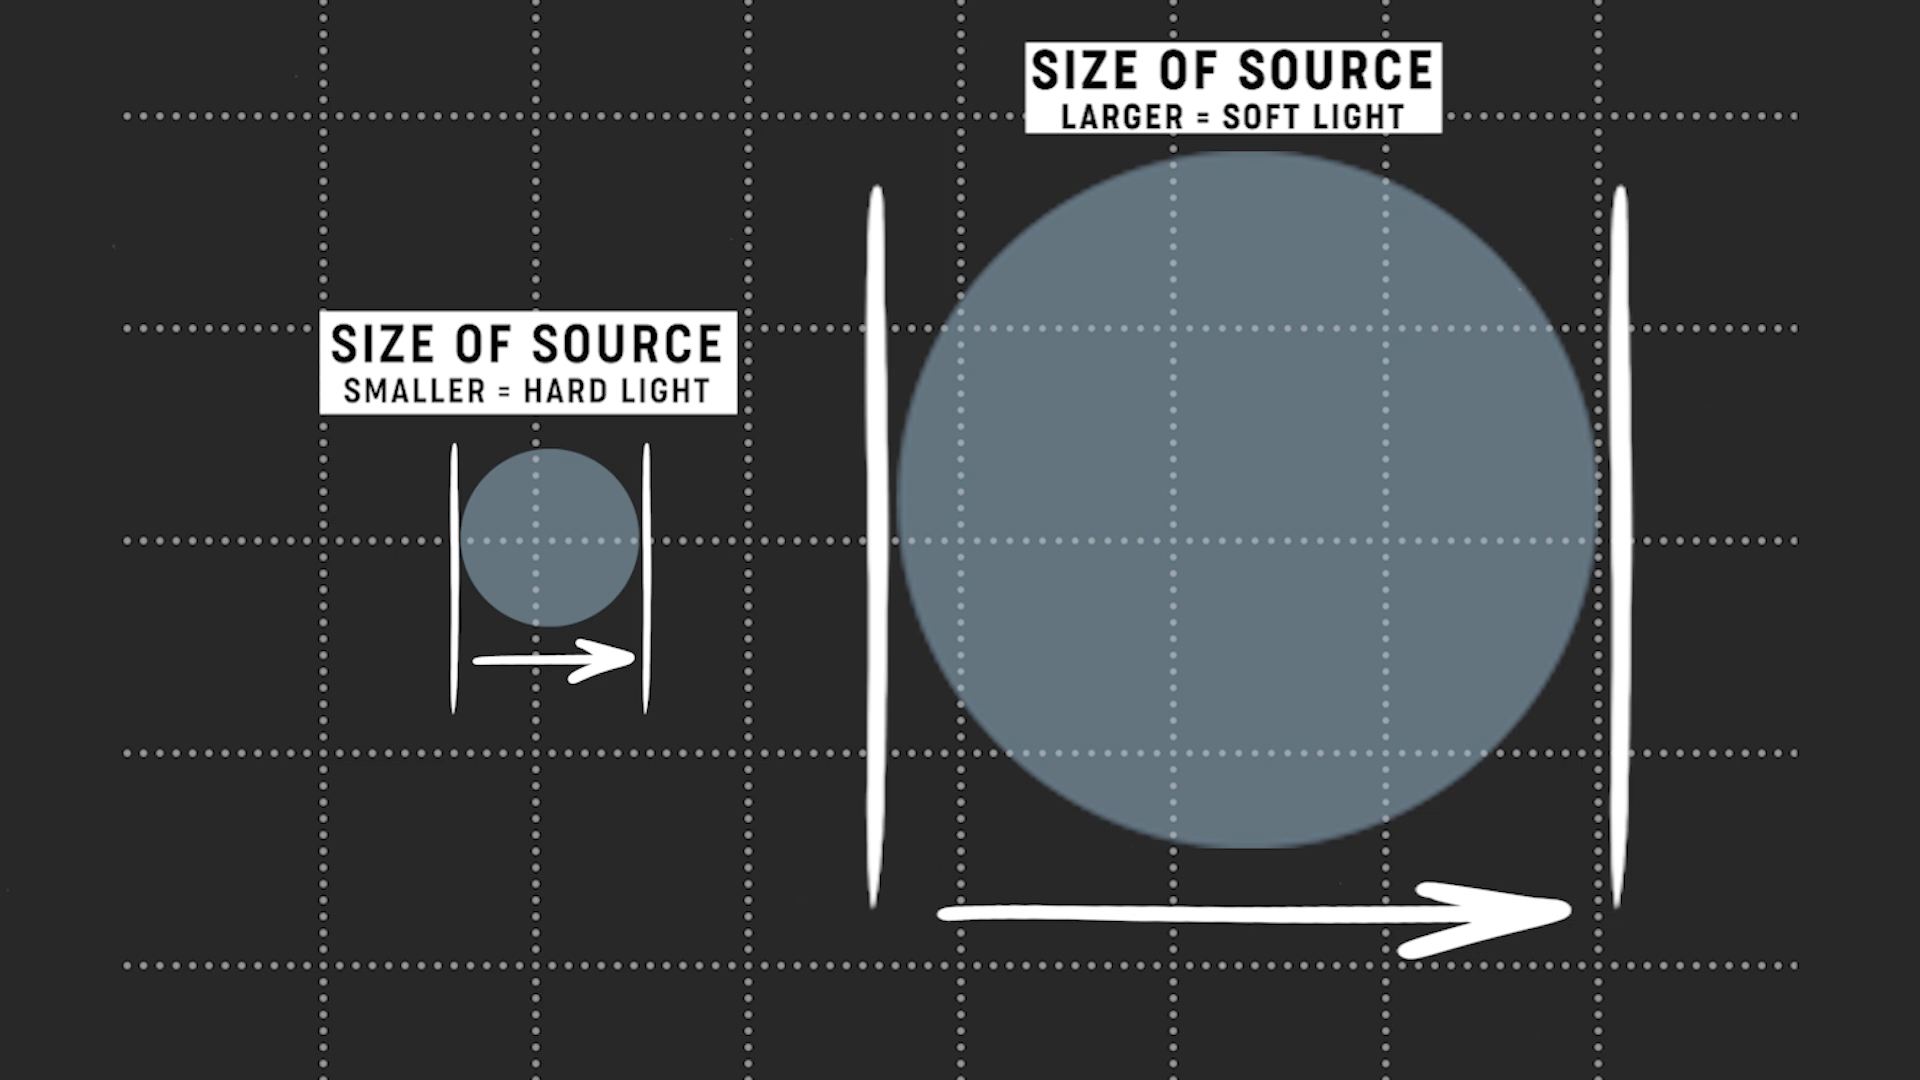 SIZE OF SOURCE
SMALLER = HARD LIGHT
SIZE OF SOURCE
LARGER = SOFT LIGHT